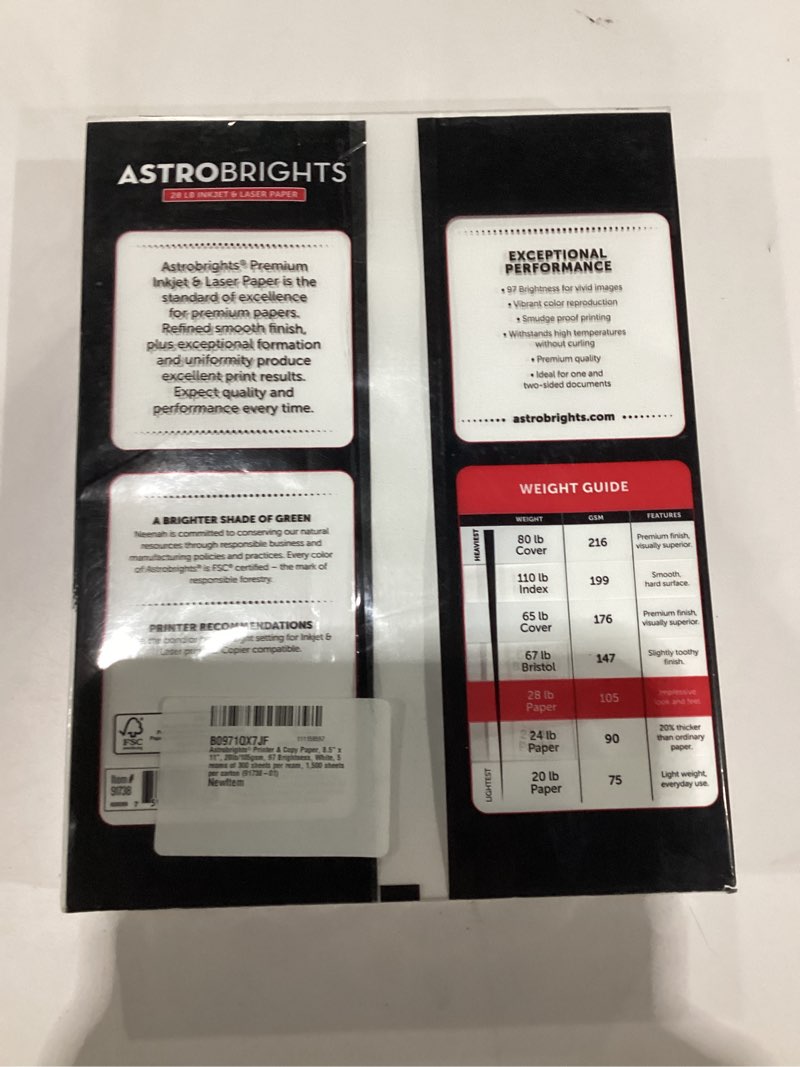 ASTROBRIGHTS
28 LB INKJET & LASER PAPER
Astrobrights® Premium
Inkjet & Laser Paper is the
standard of excellence
for premium papers.
Refined smooth finish,
plus exceptional formation
and uniformity produce
excellent print results.
Expect quality and
performance every time.
A BRIGHTER SHADE OF GREEN
Neenah is committed to conserving our natural
resources through responsible business and
manufacturing policies and practices. Every color
of Astrobrights® is FSC® certified – the mark of
responsible forestry.
PRINTER RECOMMENDATIONS
setting for Inkjet &
Laser Copier compatible.
FSC
Item #
91738
B09710X7JF
Astrobrights® Printer & Copy Paper, 8.5" x
11", 28lb/105gsm, 97 Brightness, White, 5
reams of 300 sheets per ream, 1,500 sheets
per carton (91738-01)
NewItem
EXCEPTIONAL
PERFORMANCE
• 97 Brightness for vivid images
• Vibrant color reproduction
• Smudge proof printing
• Withstands high temperatures
without curling
• Premium quality
• Ideal for one and
two-sided documents
astrobrights.com
WEIGHT GUIDE
WEIGHT GSM FEATURES
HEAVIEST
80 lb Cover 216 Premium finish, visually superior.
110 lb Index 199 Smooth, hard surface.
65 lb Cover 176 Premium finish, visually superior.
67 lb Bristol 147 Slightly toothy finish.
28 lb Paper 105 Impressive look and feel.
24 lb Paper 90 20% thicker than ordinary paper.
20 lb Paper 75 Light weight, everyday use.
LIGHTEST